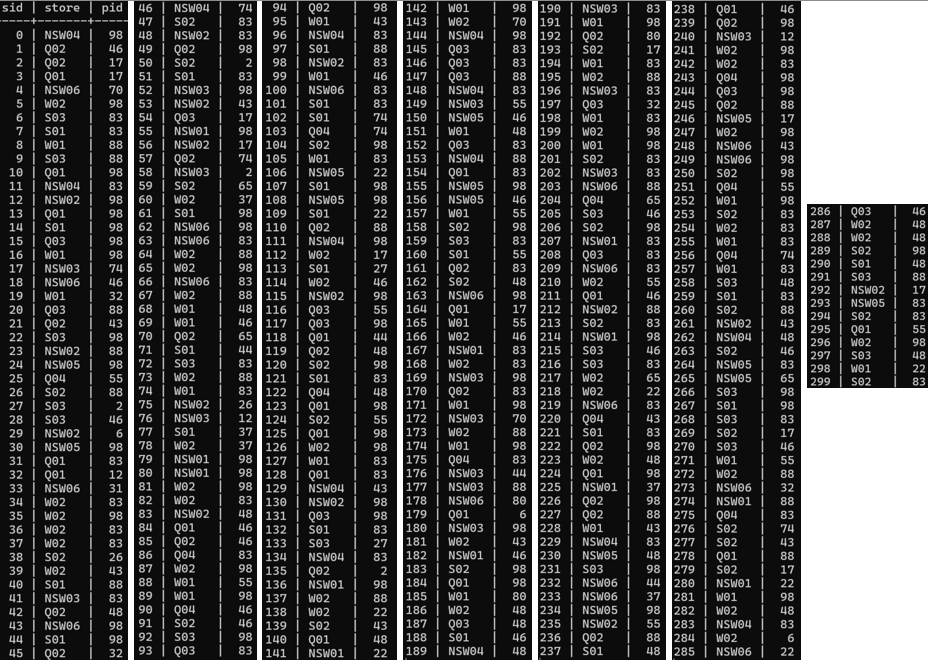 sid | store | pid
-----+-------+-----
0 | NSW04 | 98
1 | Q02 | 46
2 | Q02 | 17
3 | Q01 | 17
4 | NSW06 | 70
5 | W02 | 98
6 | S03 | 83
7 | S01 | 83
8 | W01 | 88
9 | S03 | 88
10 | Q01 | 98
11 | NSW04 | 83
12 | NSW02 | 98
13 | Q01 | 98
14 | S01 | 98
15 | Q03 | 98
16 | W01 | 98
17 | NSW03 | 74
18 | NSW06 | 46
19 | W01 | 32
20 | Q03 | 88
21 | Q02 | 43
22 | S03 | 98
23 | NSW02 | 88
24 | NSW05 | 98
25 | Q04 | 55
26 | S02 | 88
27 | S03 | 2
28 | S03 | 46
29 | NSW02 | 6
30 | NSW05 | 98
31 | Q01 | 83
32 | Q01 | 12
33 | NSW06 | 31
34 | W02 | 83
35 | W02 | 98
36 | W02 | 83
37 | W02 | 83
38 | S02 | 26
39 | W02 | 43
40 | S01 | 88
41 | NSW03 | 83
42 | Q02 | 48
43 | NSW06 | 98
44 | S01 | 98
45 | Q02 | 32
46 | NSW04 | 74
47 | S02 | 83
48 | NSW02 | 83
49 | Q02 | 98
50 | S02 | 2
51 | S01 | 83
52 | NSW03 | 98
53 | NSW02 | 43
54 | Q03 | 17
55 | NSW01 | 98
56 | NSW02 | 17
57 | Q02 | 74
58 | NSW03 | 2
59 | S02 | 65
60 | W02 | 37
61 | S01 | 98
62 | NSW06 | 98
63 | NSW06 | 83
64 | W02 | 88
65 | W02 | 98
66 | NSW06 | 83
67 | W02 | 88
68 | W01 | 48
69 | W01 | 46
70 | Q02 | 65
71 | S01 | 44
72 | S03 | 83
73 | W02 | 88
74 | W01 | 83
75 | NSW02 | 26
76 | NSW03 | 12
77 | S01 | 37
78 | W02 | 37
79 | NSW01 | 98
80 | NSW01 | 98
81 | W02 | 98
82 | W02 | 83
83 | NSW02 | 48
84 | Q01 | 46
85 | Q02 | 46
86 | Q04 | 83
87 | W02 | 98
88 | W01 | 55
89 | W01 | 98
90 | Q04 | 46
91 | S02 | 46
92 | S03 | 98
93 | Q03 | 83
94 | Q02 | 98
95 | W01 | 43
96 | NSW04 | 83
97 | S01 | 88
98 | NSW02 | 83
99 | W01 | 46
100 | NSW06 | 83
101 | S01 | 83
102 | S01 | 74
103 | Q04 | 74
104 | S02 | 98
105 | W01 | 83
106 | NSW05 | 22
107 | S01 | 98
108 | NSW05 | 98
109 | S01 | 22
110 | Q02 | 88
111 | NSW04 | 98
112 | W02 | 17
113 | S01 | 27
114 | W02 | 46
115 | NSW02 | 98
116 | Q03 | 55
117 | Q03 | 98
118 | Q01 | 44
119 | Q02 | 48
120 | S02 | 98
121 | S01 | 83
122 | Q04 | 48
123 | Q01 | 98
124 | S02 | 55
125 | Q01 | 98
126 | W02 | 98
127 | W01 | 83
128 | Q01 | 83
129 | NSW04 | 43
130 | NSW02 | 98
131 | Q03 | 98
132 | S01 | 83
133 | S03 | 27
134 | NSW04 | 83
135 | Q02 | 2
136 | NSW01 | 98
137 | W02 | 88
138 | W02 | 22
139 | S02 | 43
140 | Q01 | 48
141 | NSW01 | 22
142 | W01 | 98
143 | W02 | 70
144 | NSW04 | 98
145 | Q03 | 83
146 | Q03 | 83
147 | Q03 | 88
148 | NSW04 | 83
149 | NSW03 | 55
150 | NSW05 | 46
151 | W01 | 48
152 | Q03 | 83
153 | NSW04 | 88
154 | Q01 | 83
155 | NSW05 | 98
156 | NSW05 | 46
157 | W01 | 55
158 | S02 | 98
159 | S03 | 83
160 | S01 | 55
161 | Q02 | 83
162 | S02 | 48
163 | NSW06 | 98
164 | Q01 | 17
165 | W01 | 55
166 | W02 | 46
167 | NSW01 | 83
168 | W02 | 83
169 | NSW03 | 98
170 | Q02 | 83
171 | W01 | 98
172 | NSW03 | 70
173 | W02 | 88
174 | W01 | 98
175 | Q04 | 83
176 | NSW03 | 44
177 | NSW03 | 88
178 | NSW06 | 80
179 | Q01 | 6
180 | NSW03 | 98
181 | W02 | 43
182 | NSW01 | 46
183 | S02 | 98
184 | Q01 | 98
185 | W01 | 80
186 | W02 | 48
187 | Q03 | 48
188 | S01 | 46
189 | NSW04 | 48
190 | NSW03 | 83
191 | W01 | 98
192 | Q02 | 80
193 | S02 | 17
194 | W01 | 83
195 | W02 | 88
196 | NSW03 | 83
197 | Q03 | 32
198 | W01 | 83
199 | W02 | 98
200 | W01 | 98
201 | S02 | 83
202 | NSW03 | 83
203 | NSW06 | 88
204 | Q04 | 65
205 | S03 | 46
206 | S02 | 98
207 | NSW01 | 83
208 | Q03 | 83
209 | NSW06 | 83
210 | W02 | 55
211 | Q01 | 46
212 | NSW02 | 88
213 | S02 | 83
214 | NSW01 | 98
215 | S03 | 46
216 | S03 | 83
217 | W02 | 65
218 | W02 | 22
219 | NSW06 | 83
220 | Q04 | 43
221 | S01 | 83
222 | Q02 | 98
223 | W02 | 48
224 | Q01 | 98
225 | NSW01 | 37
226 | Q02 | 98
227 | Q02 | 88
228 | W01 | 43
229 | NSW04 | 83
230 | NSW05 | 48
231 | S03 | 98
232 | NSW06 | 44
233 | NSW06 | 37
234 | NSW05 | 98
235 | NSW02 | 55
236 | Q02 | 88
237 | S01 | 48
238 | Q01 | 46
239 | Q02 | 98
240 | NSW03 | 12
241 | W02 | 98
242 | W02 | 83
243 | Q04 | 98
244 | Q03 | 98
245 | Q02 | 88
246 | NSW05 | 17
247 | W02 | 98
248 | NSW06 | 43
249 | NSW06 | 98
250 | S02 | 98
251 | Q04 | 55
252 | W01 | 98
253 | S02 | 83
254 | W02 | 83
255 | W01 | 83
256 | Q04 | 74
257 | W01 | 83
258 | S03 | 48
259 | S01 | 83
260 | S02 | 88
261 | NSW02 | 43
262 | NSW04 | 48
263 | S02 | 46
264 | NSW05 | 83
265 | NSW05 | 65
266 | S03 | 98
267 | S01 | 98
268 | S03 | 83
269 | S02 | 17
270 | S03 | 46
271 | W01 | 55
272 | W02 | 88
273 | NSW06 | 32
274 | NSW01 | 88
275 | Q04 | 83
276 | S02 | 74
277 | S02 | 43
278 | Q01 | 88
279 | S02 | 17
280 | NSW01 | 22
281 | W01 | 98
282 | W02 | 48
283 | NSW04 | 83
284 | W02 | 6
285 | NSW06 | 22
286 | Q03 | 46
287 | W02 | 48
288 | W02 | 48
289 | S02 | 98
290 | S01 | 48
291 | S03 | 88
292 | NSW02 | 17
293 | NSW05 | 83
294 | S02 | 83
295 | Q01 | 55
296 | W02 | 98
297 | S03 | 48
298 | W01 | 22
299 | S02 | 83